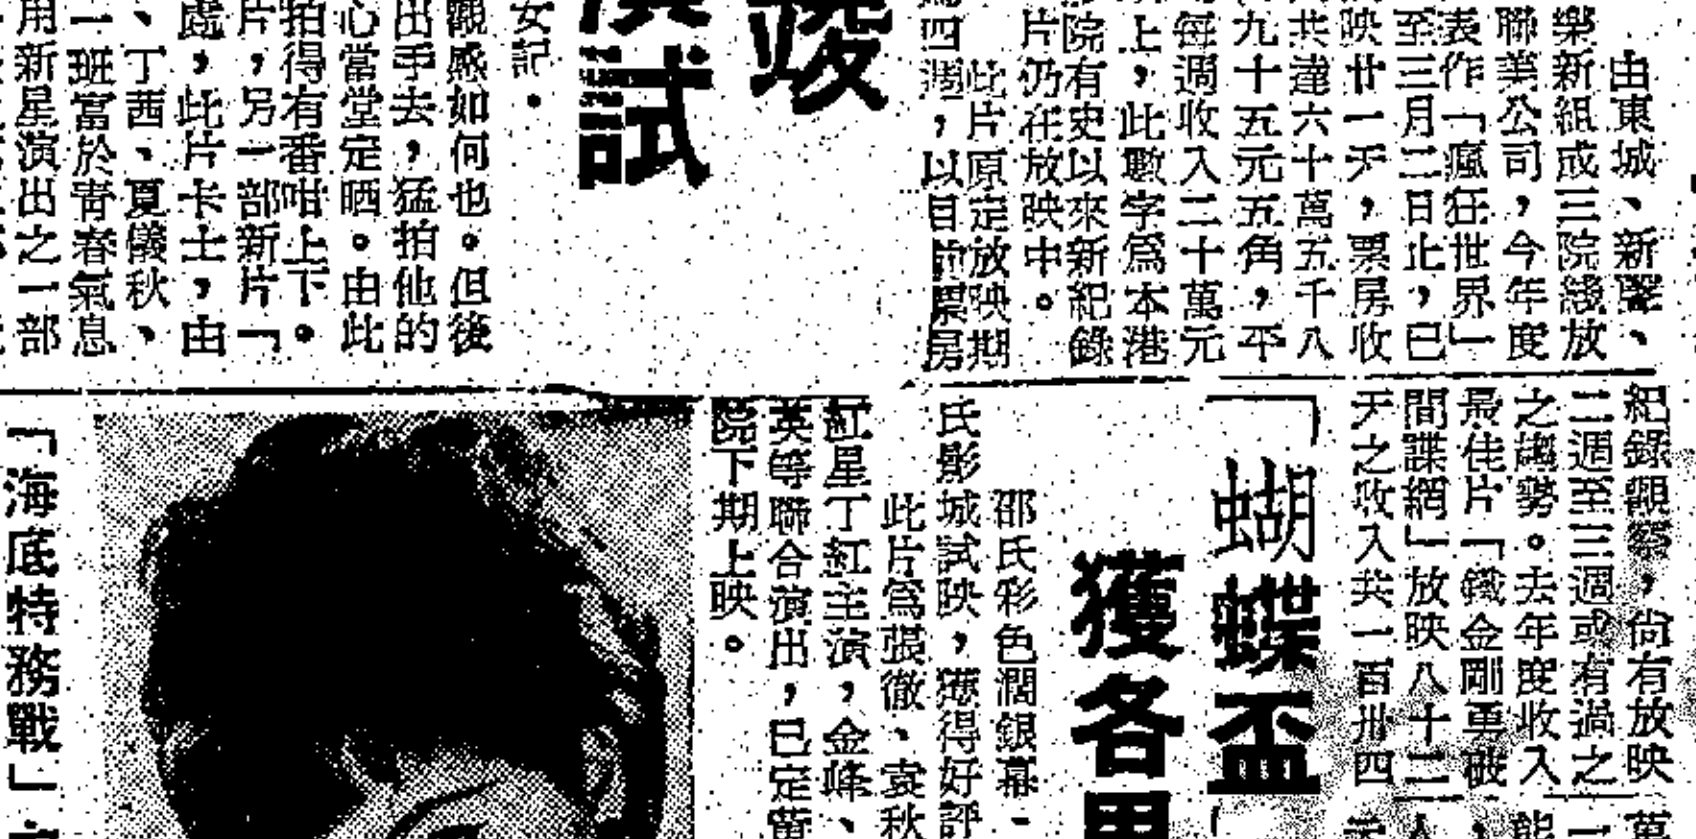 由東城、新聲、
樂新組成三院綫放
聯業公司，今年度
表作「瘋狂世界」
至三月二日止，已
映廿一天，票房收
共達六十萬五千八
九十五元五角，平
每週收入二十萬元
上，此數字為本港
院有史以來新紀錄
片仍在放映中。
此片原定放映期
四週，以目前票房
竣
試
女記。
觀感如何也。但後
出手去，猛拍他的
心當堂定晒。由此
拍得有番咁上下。
片，另一部新片「
處，此片卡士，由
、丁茜、夏儀秋、
一班富於青春氣息
用新星演出之一部
紀錄觀察，尚有放映
二週至三週或有過之
之趨勢。去年度收入
最佳片「鐵金剛勇破
間諜網」放映八十二
天之收入共一百卅四
「蝴蝶盃
獲各界
邵氏彩色濶銀幕
氏影城試映，獲得好評
此片為張徹、袁秋
紅星丁紅主演，金峰、
英等聯合演出，已定
院下期上映。
「海底特務戰」